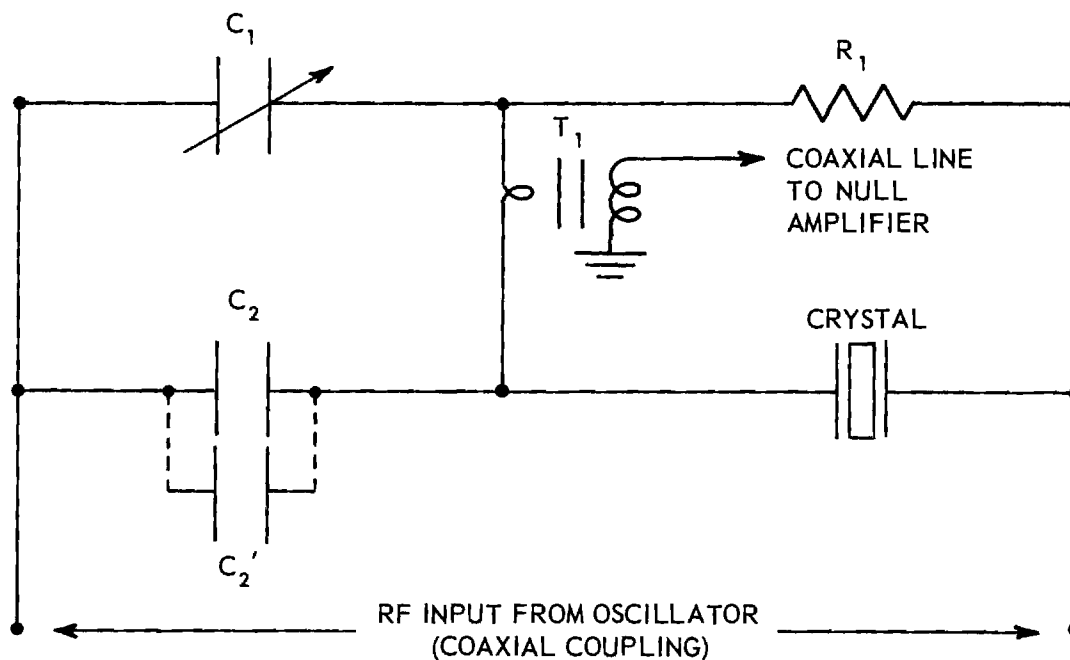 C1
R1
T1
COAXIAL LINE
TO NULL
AMPLIFIER
C2
CRYSTAL
C2'
RF INPUT FROM OSCILLATOR
(COAXIAL COUPLING)